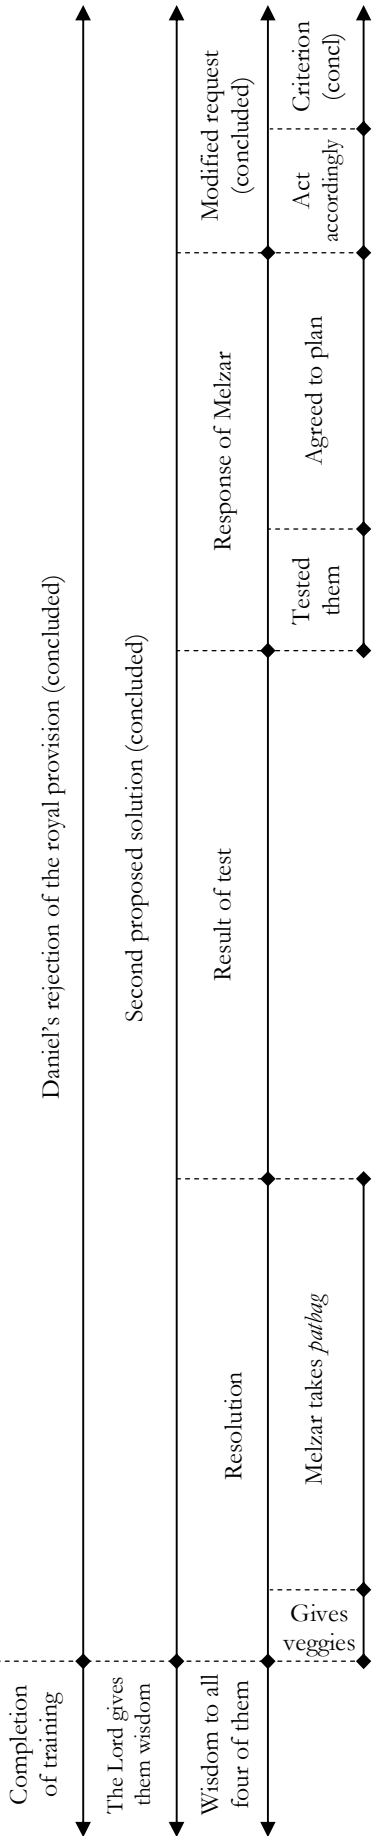 Daniel's rejection of the royal provision (concluded)
Completion
of training
Second proposed solution (concluded)
The Lord gives
them wisdom
Modified request
(concluded)
Response of Melzar
Result of test
Resolution
Wisdom to all
four of them
Criterion
(concl)
Act
accordingly
Agreed to plan
Tested
them
Melzar takes patbag
Gives
veggies